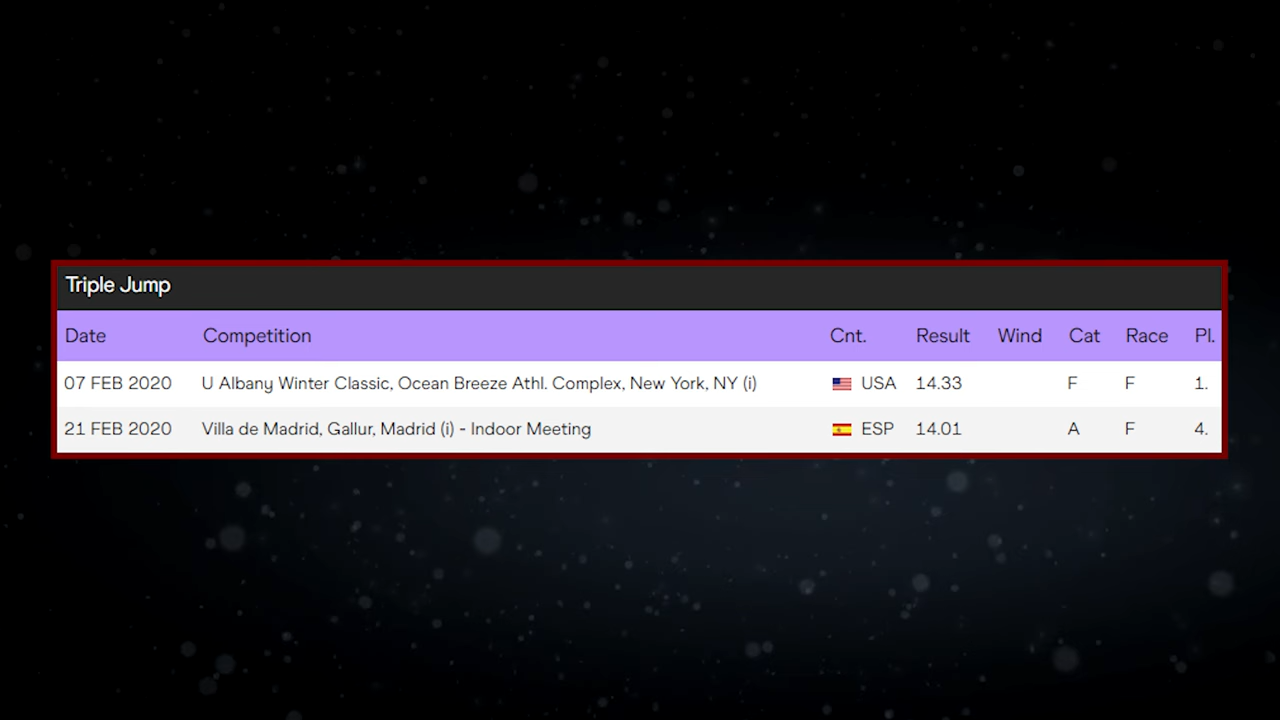 Triple Jump
Date Competition Cnt. Result Wind Cat Race Pl.
07 FEB 2020 U Albany Winter Classic, Ocean Breeze Athl. Complex, New York, NY (i) USA 14.33 F F 1.
21 FEB 2020 Villa de Madrid, Gallur, Madrid (i) - Indoor Meeting ESP 14.01 A F 4.